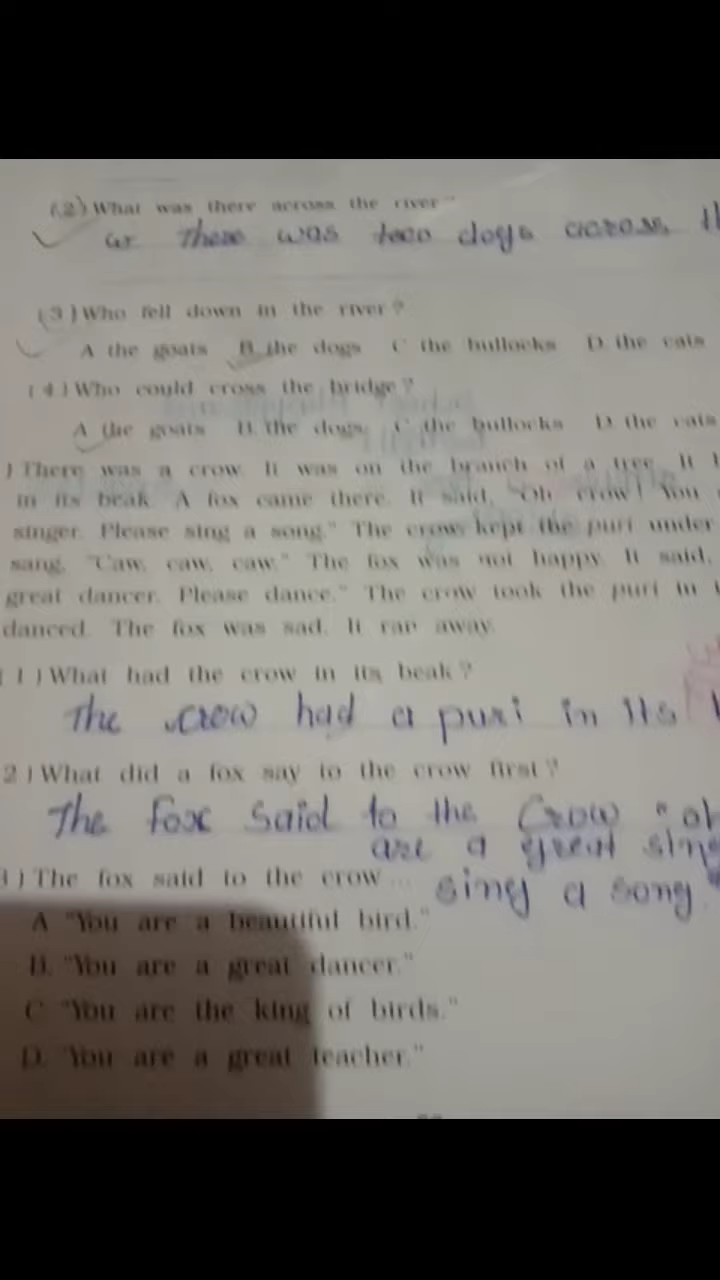 (2) What was there across the river
There was two dogs across,
(3) Who fell down in the river?
A the goats B the dogs C the bullocks D. the cats
(4) Who could cross the bridge?
A the goats B. the dogs C the bullocks D the cats
) There was a crow. It was on the branch of a tree. It
in its beak. A fox came there. It said, "Oh crow! You
singer. Please sing a song." The crow kept the puri under
sang, "Caw, caw, caw." The fox was not happy. It said,
great dancer. Please dance." The crow took the puri in
danced. The fox was sad. It ran away.
(1) What had the crow in its beak?
The crow had a puri in its
2) What did a fox say to the crow first?
The fox said to the crow "oh
are a great
3) The fox said to the crow...
sing a song.
A "You are a beautiful bird."
B. "You are a great dancer."
C "You are the king of birds."
D. "You are a great teacher."